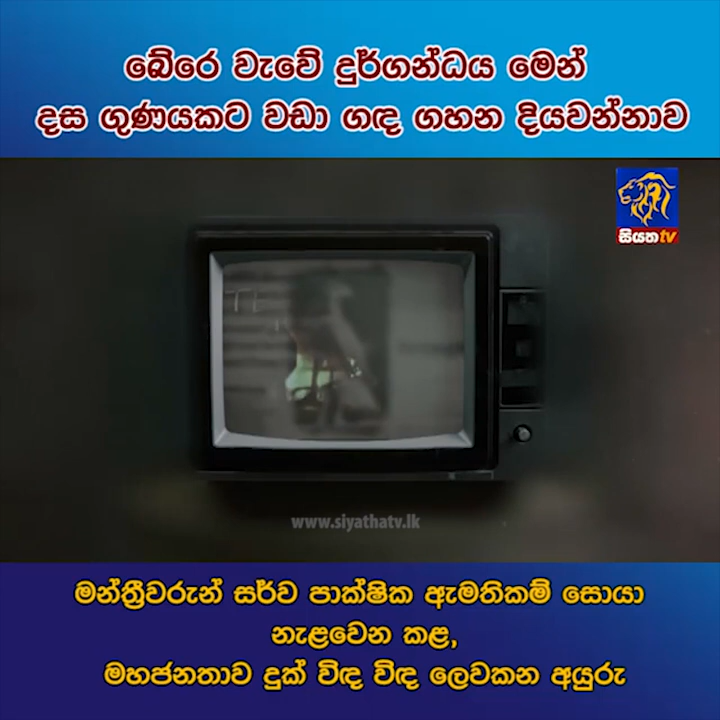 බේරෙ වැවේ දුර්ගන්ධය මෙන්
දස ගුණයකට වඩා ගඳ ගහන දියවන්නාව
සියත tv
www.siyathatv.lk
මන්ත්‍රීවරුන් සර්ව පාක්ෂික ඇමතිකම් සොයා
නැළවෙන කළ,
මහජනතාව දුක් විඳ විඳ ලෙවකන අයුරු